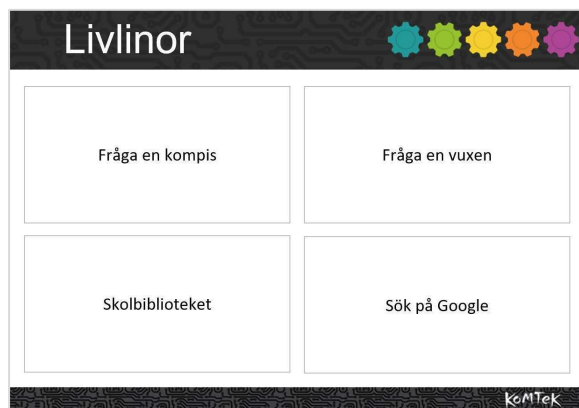 Livlinor
Fråga en kompis
Fråga en vuxen
Skolbiblioteket
Sök på Google
KoMTeK